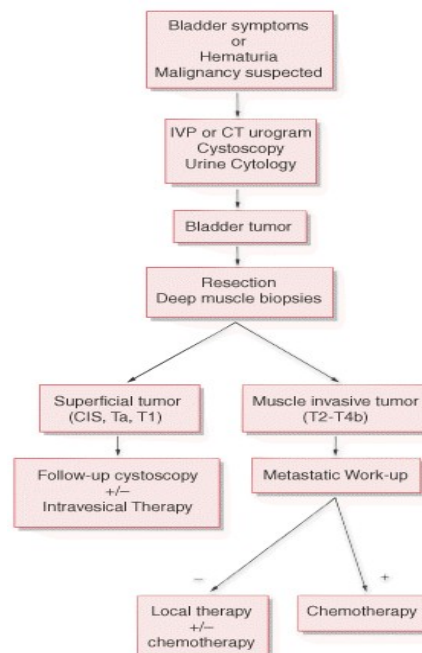 Bladder symptoms
or
Hematuria
Malignancy suspected
IVP or CT urogram
Cystoscopy
Urine Cytology
Bladder tumor
Resection
Deep muscle biopsies
Superficial tumor
(CIS, Ta, T1)
Muscle invasive tumor
(T2-T4b)
Follow-up cystoscopy
+/−
Intravesical Therapy
Metastatic Work-up
−
+
Local therapy
+/−
chemotherapy
Chemotherapy